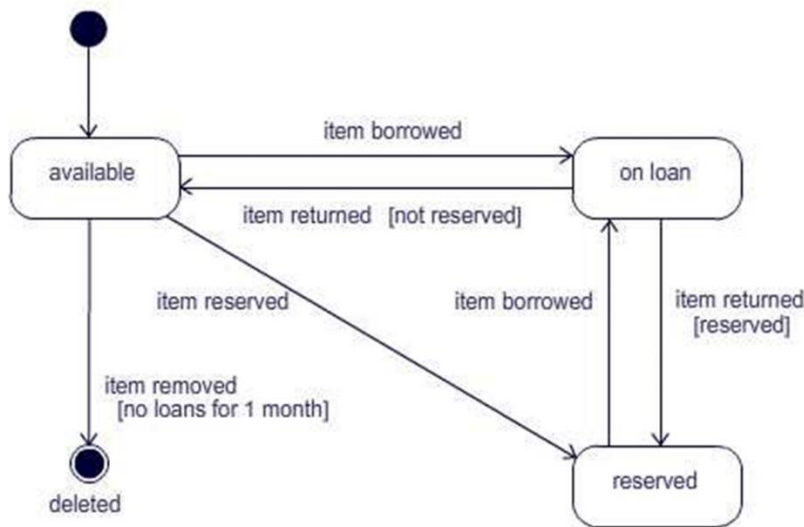 item borrowed
available
on loan
item returned [not reserved]
item reserved
item borrowed
item returned
[reserved]
item removed
[no loans for 1 month]
deleted
reserved